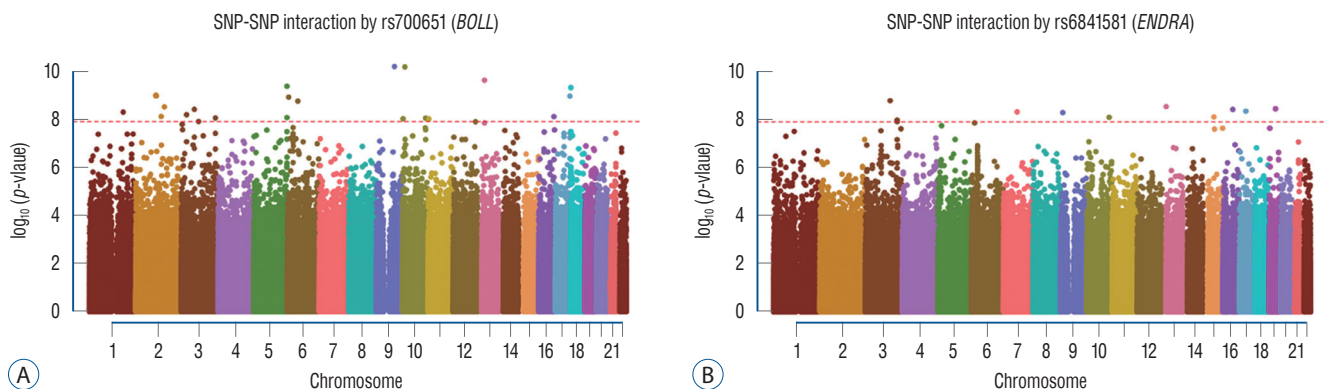 SNP-SNP interaction by rs700651 (BOLL)
10
8
6
4
2
0
log10 (p-vlaue)
1 2 3 4 5 6 7 8 9 10 12 14 16 18 21
Chromosome
A
SNP-SNP interaction by rs6841581 (ENDRA)
10
8
6
4
2
0
log10 (p-vlaue)
1 2 3 4 5 6 7 8 9 10 12 14 16 18 21
Chromosome
B